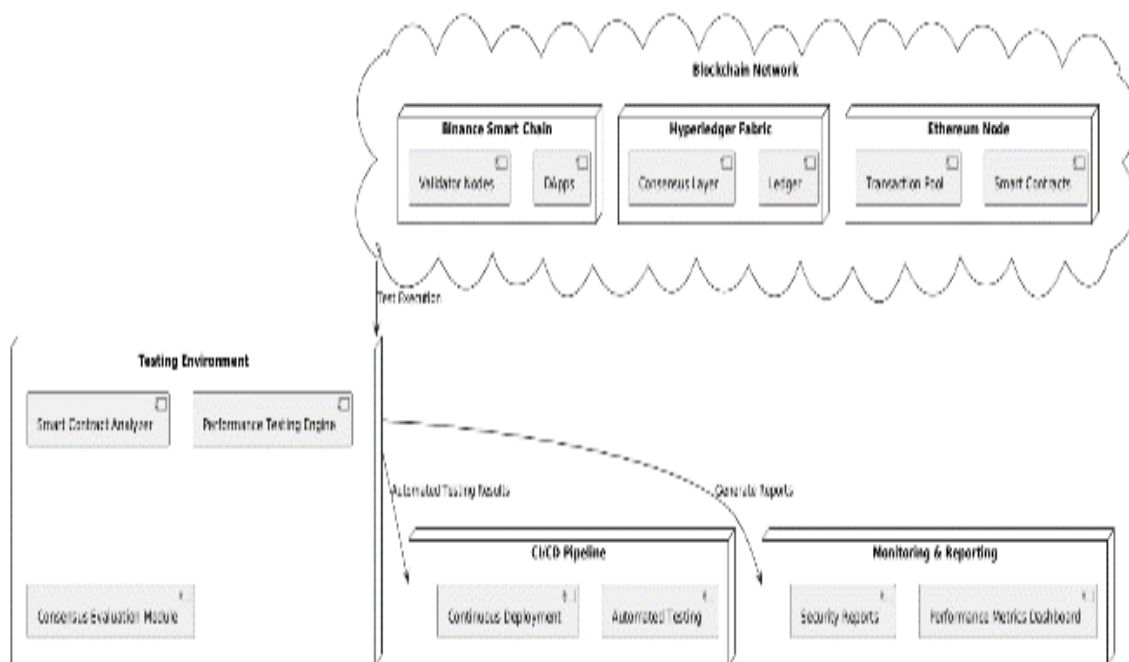 Blockchain Network
Binance Smart Chain
Hyperledger Fabric
Ethereum Node
Validator Nodes
DApps
Consensus Layer
Ledger
Transaction Pool
Smart Contracts
Test Execution
Testing Environment
Smart Contract Analyzer
Performance Testing Engine
Automated Testing Results
Generate Reports
CI/CD Pipeline
Monitoring & Reporting
Consensus Evaluation Module
Continuous Deployment
Automated Testing
Security Reports
Performance Metrics Dashboard